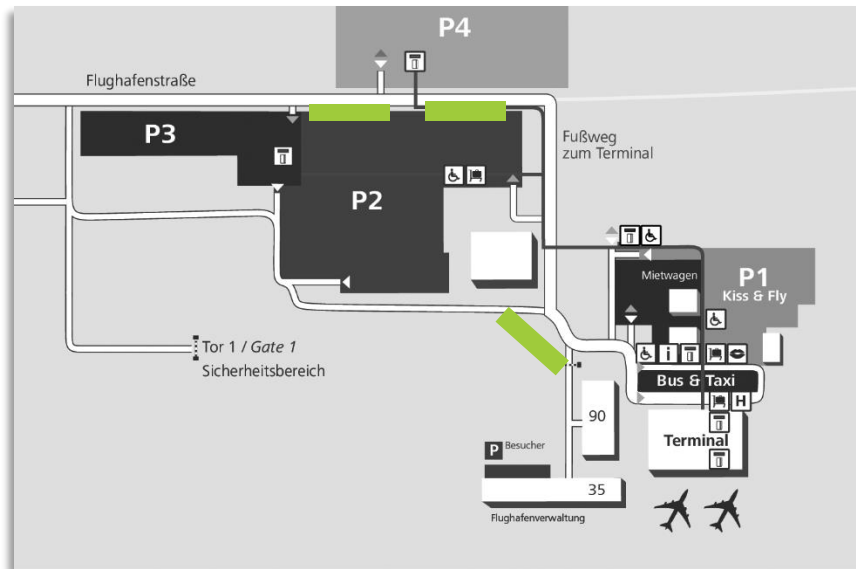 P4
Flughafenstraße
P3
Fußweg
zum Terminal
P2
Mietwagen
P1
Kiss & Fly
Tor 1 / Gate 1
Sicherheitsbereich
i
Bus & Taxi
H
90
Terminal
P Besucher
35
Flughafenverwaltung